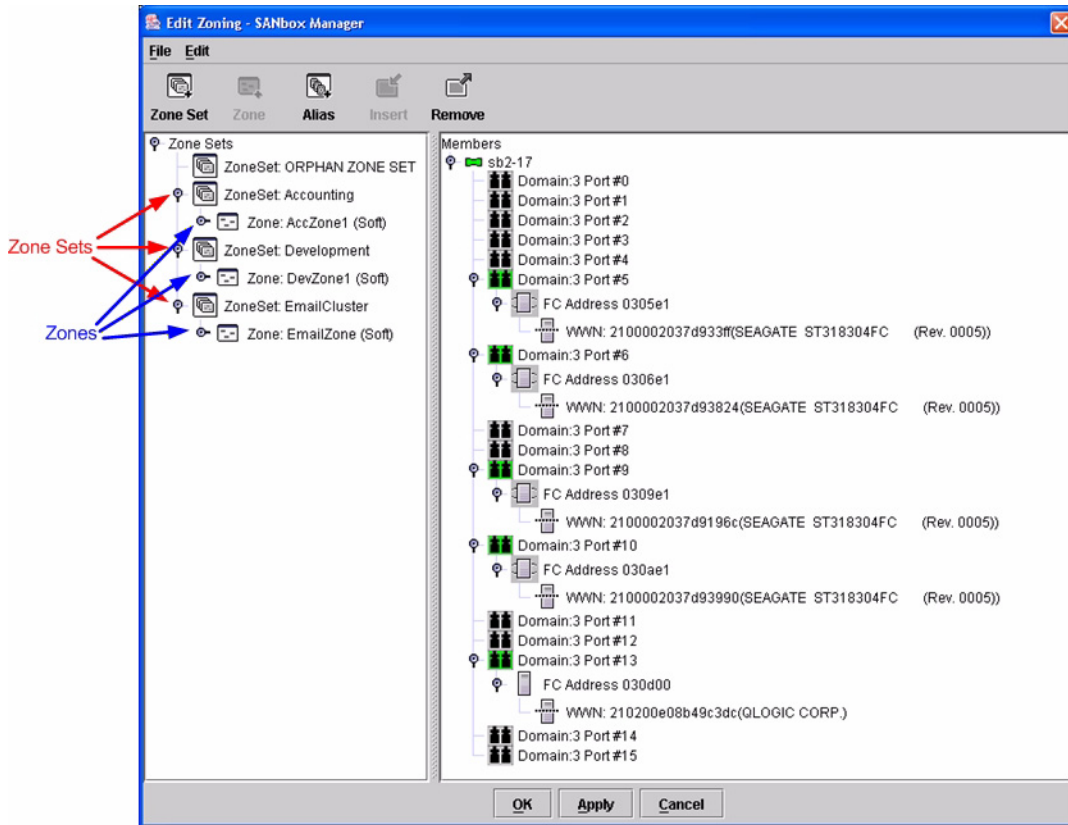 Edit Zoning - SANbox Manager
File Edit
Zone Set Zone Alias Insert Remove
Zone Sets
ZoneSet: ORPHAN ZONE SET
ZoneSet: Accounting
Zone: AccZone1 (Soft)
ZoneSet: Development
Zone: DevZone1 (Soft)
ZoneSet: EmailCluster
Zone: EmailZone (Soft)
Zone Sets
Zones
Members
sb2-17
Domain:3 Port#0
Domain:3 Port#1
Domain:3 Port#2
Domain:3 Port#3
Domain:3 Port#4
Domain:3 Port#5
FC Address 0305e1
WWN: 2100002037d933ff(SEAGATE ST318304FC (Rev. 0005))
Domain:3 Port#6
FC Address 0306e1
WWN: 2100002037d93824(SEAGATE ST318304FC (Rev. 0005))
Domain:3 Port#7
Domain:3 Port#8
Domain:3 Port#9
FC Address 0309e1
WWN: 2100002037d9196c(SEAGATE ST318304FC (Rev. 0005))
Domain:3 Port#10
FC Address 030ae1
WWN: 2100002037d93990(SEAGATE ST318304FC (Rev. 0005))
Domain:3 Port#11
Domain:3 Port#12
Domain:3 Port#13
FC Address 030d00
WWN: 210200e08b49c3dc(QLOGIC CORP.)
Domain:3 Port#14
Domain:3 Port#15
OK Apply Cancel